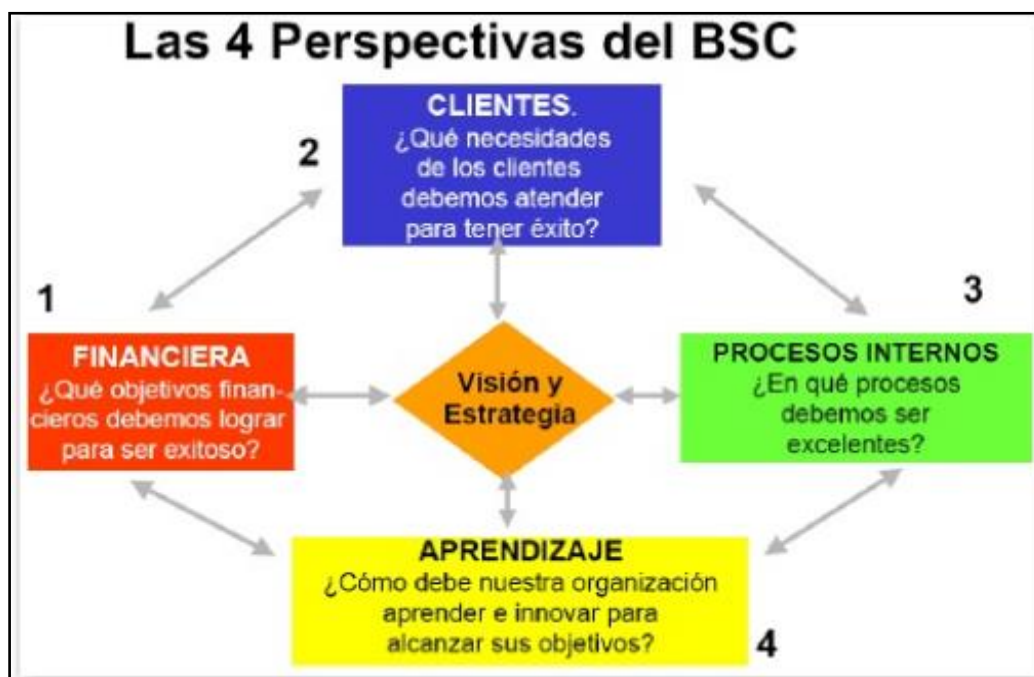 Las 4 Perspectivas del BSC
CLIENTES.
¿Qué necesidades
de los clientes
debemos atender
para tener éxito?
2
1
FINANCIERA
¿Qué objetivos finan-
cieros debemos lograr
para ser exitoso?
Visión y
Estrategia
3
PROCESOS INTERNOS
¿En qué procesos
debemos ser
excelentes?
APRENDIZAJE
¿Cómo debe nuestra organización
aprender e innovar para
alcanzar sus objetivos?
4